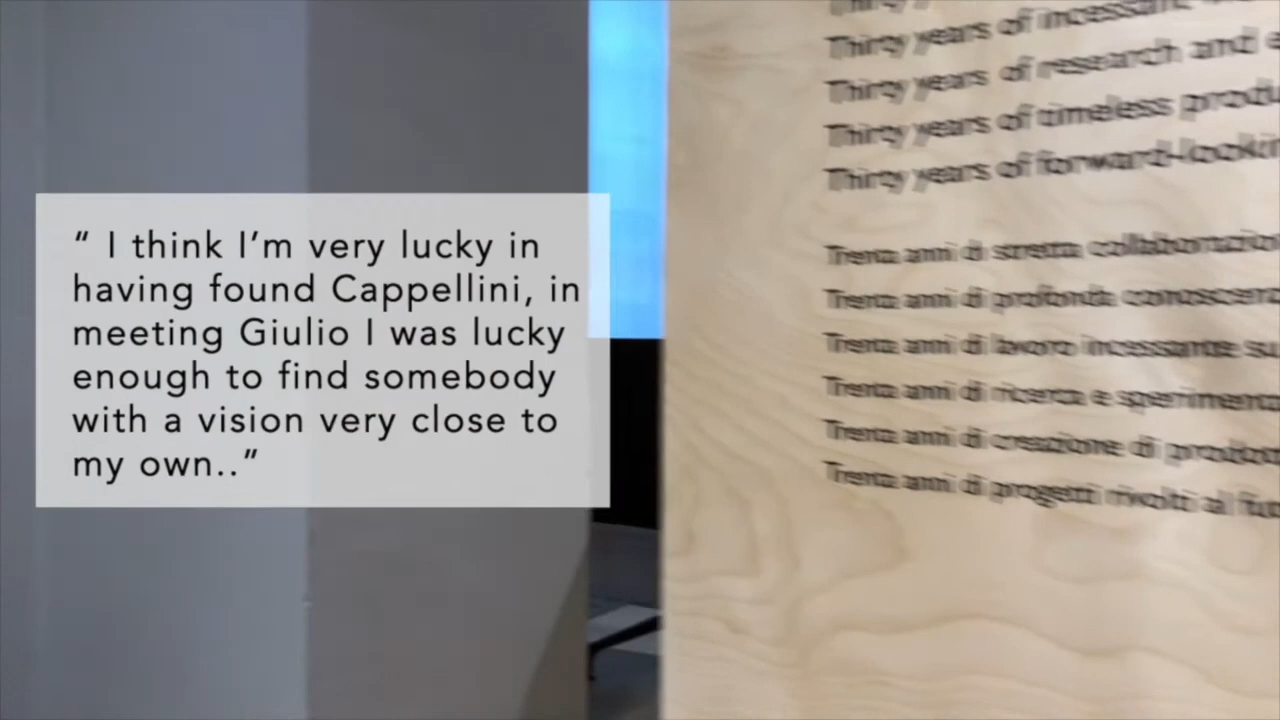 “ I think I’m very lucky in
having found Cappellini, in
meeting Giulio I was lucky
enough to find somebody
with a vision very close to
my own..”
Thirty years of incessant
Thirty years of research and
Thirty years of timeless
Thirty years of forward-looking
Trenta anni di stretta
Trenta anni di profonda
Trenta anni di lavoro incessante
Trenta anni di ricerca e
Trenta anni di creazione di
Trenta anni di progetti rivolti al